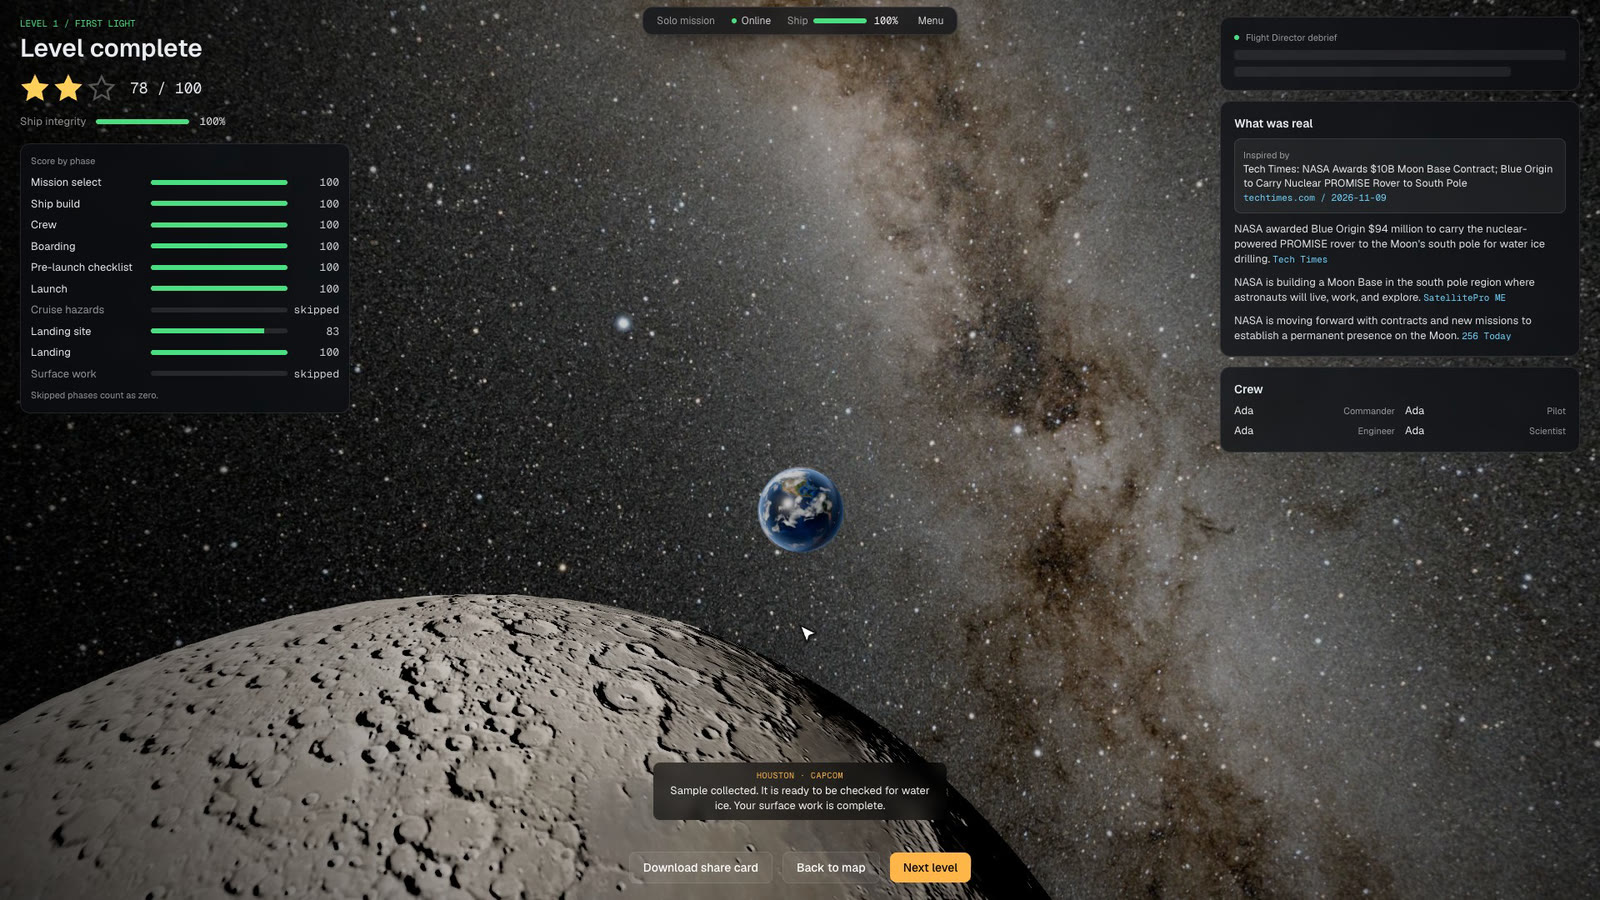 LEVEL 1 / FIRST LIGHT
Level complete
78 / 100
Ship integrity 100%
Score by phase
Mission select 100
Ship build 100
Crew 100
Boarding 100
Pre-launch checklist 100
Launch 100
Cruise hazards skipped
Landing site 83
Landing 100
Surface work skipped
Skipped phases count as zero.
Solo mission Online Ship 100% Menu
Flight Director debrief
What was real
Inspired by
Tech Times: NASA Awards $10B Moon Base Contract; Blue Origin
to Carry Nuclear PROMISE Rover to South Pole
techtimes.com / 2026-11-09
NASA awarded Blue Origin $94 million to carry the nuclear-
powered PROMISE rover to the Moon's south pole for water ice
drilling. Tech Times
NASA is building a Moon Base in the south pole region where
astronauts will live, work, and explore. SatellitePro ME
NASA is moving forward with contracts and new missions to
establish a permanent presence on the Moon. 256 Today
Crew
Ada Commander Ada Pilot
Ada Engineer Ada Scientist
HOUSTON · CAPCOM
Sample collected. It is ready to be checked for water
ice. Your surface work is complete.
Download share card Back to map Next level